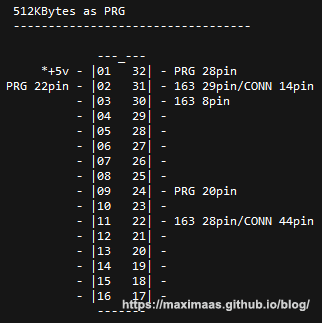 512KBytes as PRG
-----------------------------------
---_---
*+5v - |01 32| - PRG 28pin
PRG 22pin - |02 31| - 163 29pin/CONN 14pin
- |03 30| - 163 8pin
- |04 29| -
- |05 28| -
- |06 27| -
- |07 26| -
- |08 25| -
- |09 24| - PRG 20pin
- |10 23| -
- |11 22| - 163 28pin/CONN 44pin
- |12 21| -
- |13 20| -
- |14 19| -
- |15 18| -
- |16 17| -
-------
https://maximaas.github.io/blog/